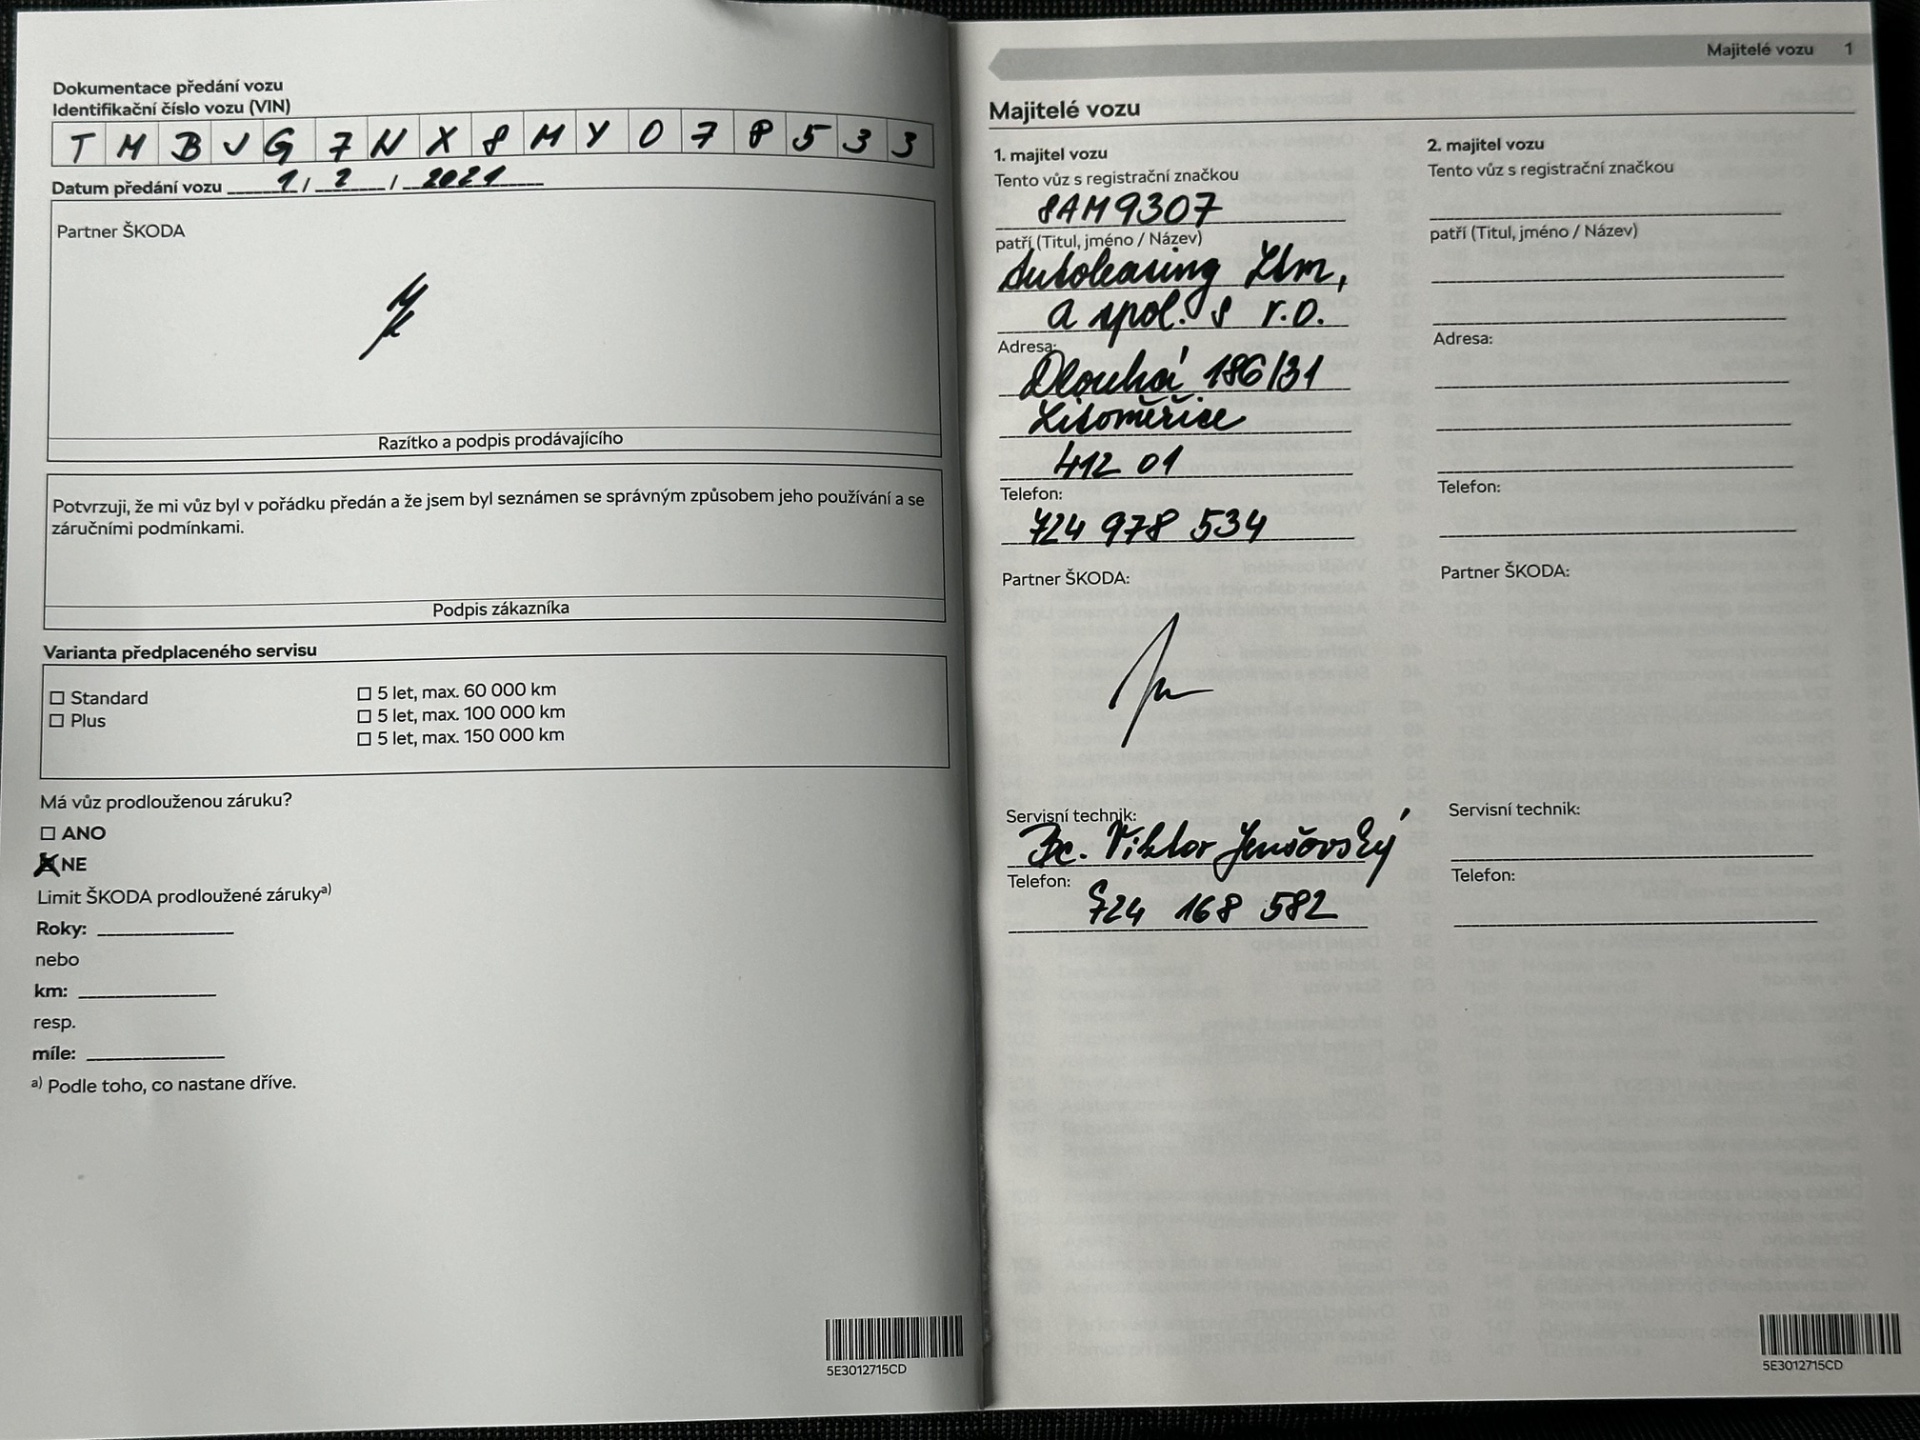 Dokumentace předání vozu
Identifikační číslo vozu (VIN)
T M B J G 7 N X 8 M Y 0 7 8 5 3 3
Datum předání vozu 1 / 2 / 2021
Partner ŠKODA
Razítko a podpis prodávajícího
Potvrzuji, že mi vůz byl v pořádku předán a že jsem byl seznámen se správným způsobem jeho používání a se
záručními podmínkami.
Podpis zákazníka
Varianta předplaceného servisu
☐ Standard
☐ Plus
☐ 5 let, max. 60 000 km
☐ 5 let, max. 100 000 km
☐ 5 let, max. 150 000 km
Má vůz prodlouženou záruku?
☐ ANO
☒ NE
Limit ŠKODA prodloužené záruky a)
Roky:
nebo
km:
resp.
míle:
a) Podle toho, co nastane dříve.
5E3012715CD
Majitelé vozu 1
Majitelé vozu
1. majitel vozu
Tento vůz s registrační značkou
8AM9307
patří (Titul, jméno / Název)
Autoleasing Ltm,
a spol. s r.o.
Adresa:
Dlouhá 186/31
Litoměřice
412 01
Telefon:
724 978 534
Partner ŠKODA:
Servisní technik:
Bc. Viktor
Telefon:
724 168 582
2. majitel vozu
Tento vůz s registrační značkou
patří (Titul, jméno / Název)
Adresa:
Telefon:
Partner ŠKODA:
Servisní technik:
Telefon:
5E3012715CD